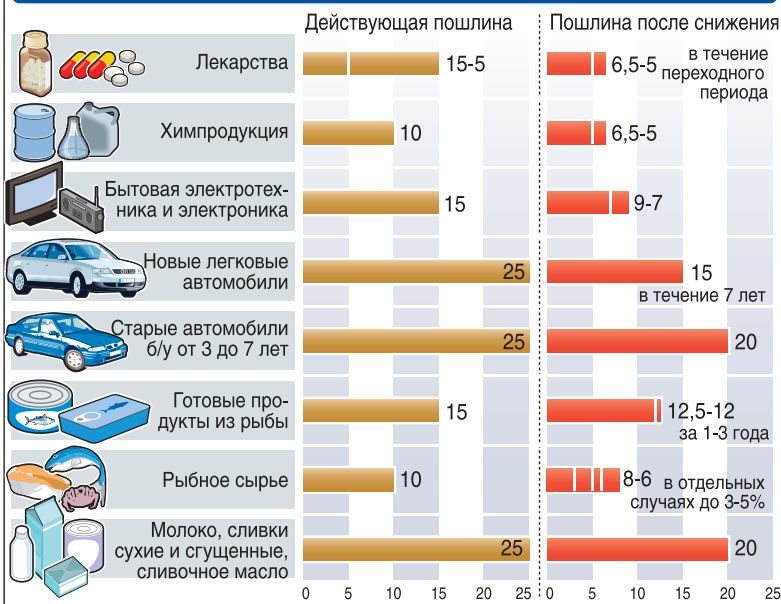 Действующая пошлина
Пошлина после снижения
Лекарства
15-5
6,5-5
в течение
переходного
периода
Химпродукция
10
6,5-5
Бытовая электротех-
ника и электроника
15
9-7
Новые легковые
автомобили
25
15
в течение 7 лет
Старые автомобили
б/у от 3 до 7 лет
25
20
Готовые про-
дукты из рыбы
15
12,5-12
за 1-3 года
Рыбное сырье
10
8-6
в отдельных
случаях до 3-5%
Молоко, сливки
сухие и сгущенные,
сливочное масло
25
20
0 5 10 15 20 25
0 5 10 15 20 25